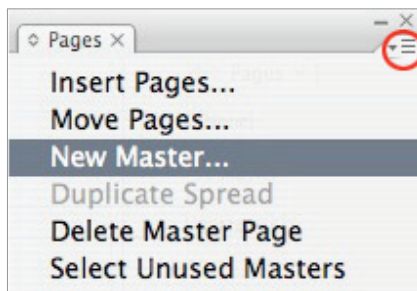 Pages
Insert Pages...
Move Pages...
New Master...
Duplicate Spread
Delete Master Page
Select Unused Masters